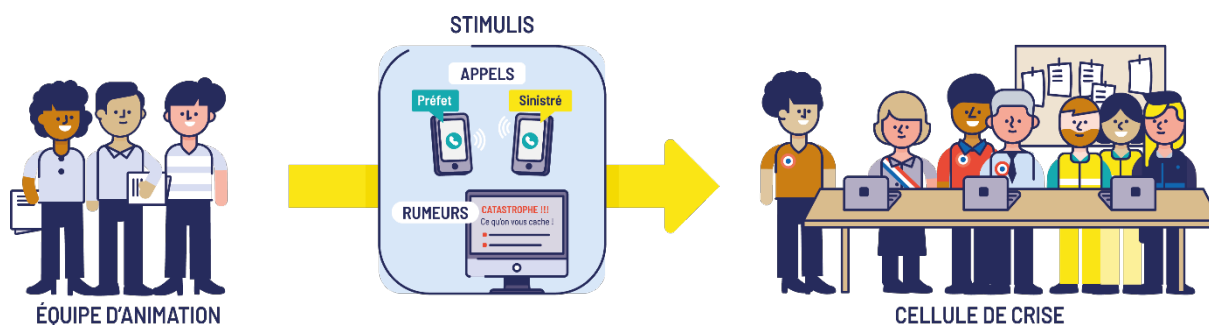 STIMULIS
APPELS
Préfet
Sinistré
RUMEURS
CATASTROPHE !!!
Ce qu'on vous cache !
ÉQUIPE D'ANIMATION
CELLULE DE CRISE